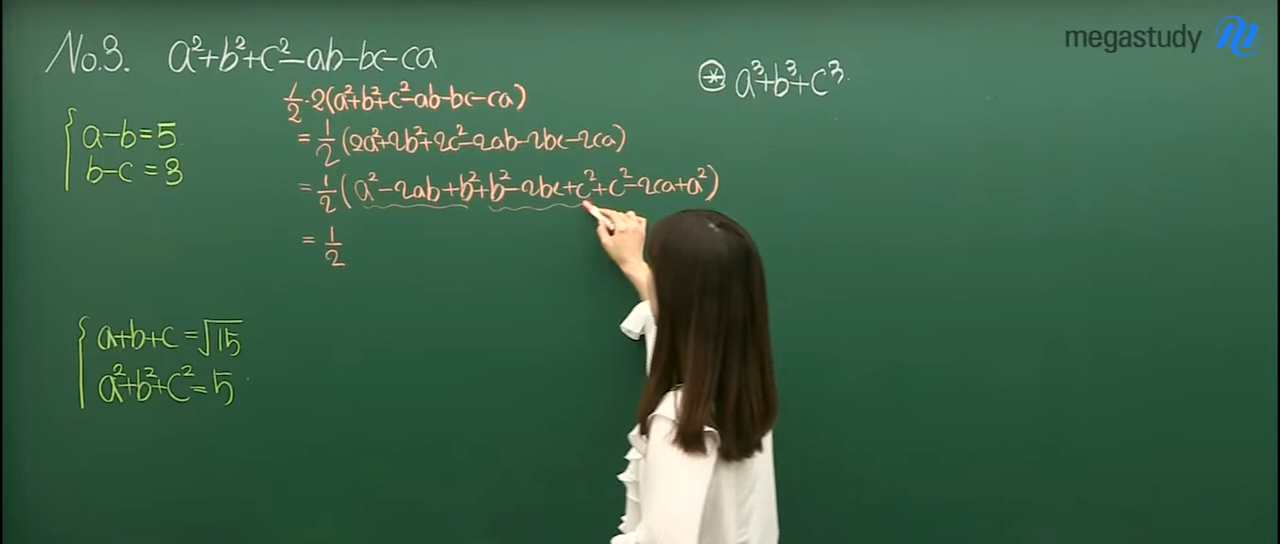 No.3. a²+b²+c²-ab-bc-ca
½·2(a²+b²+c²-ab-bc-ca)
= ½(2a²+2b²+2c²-2ab-2bc-2ca)
= ½(a²-2ab+b²+b²-2bc+c²+c²-2ca+a²)
= ½
a-b=5
b-c=3
a+b+c=√15
a²+b²+c²=5
⊛ a³+b³+c³
megastudy